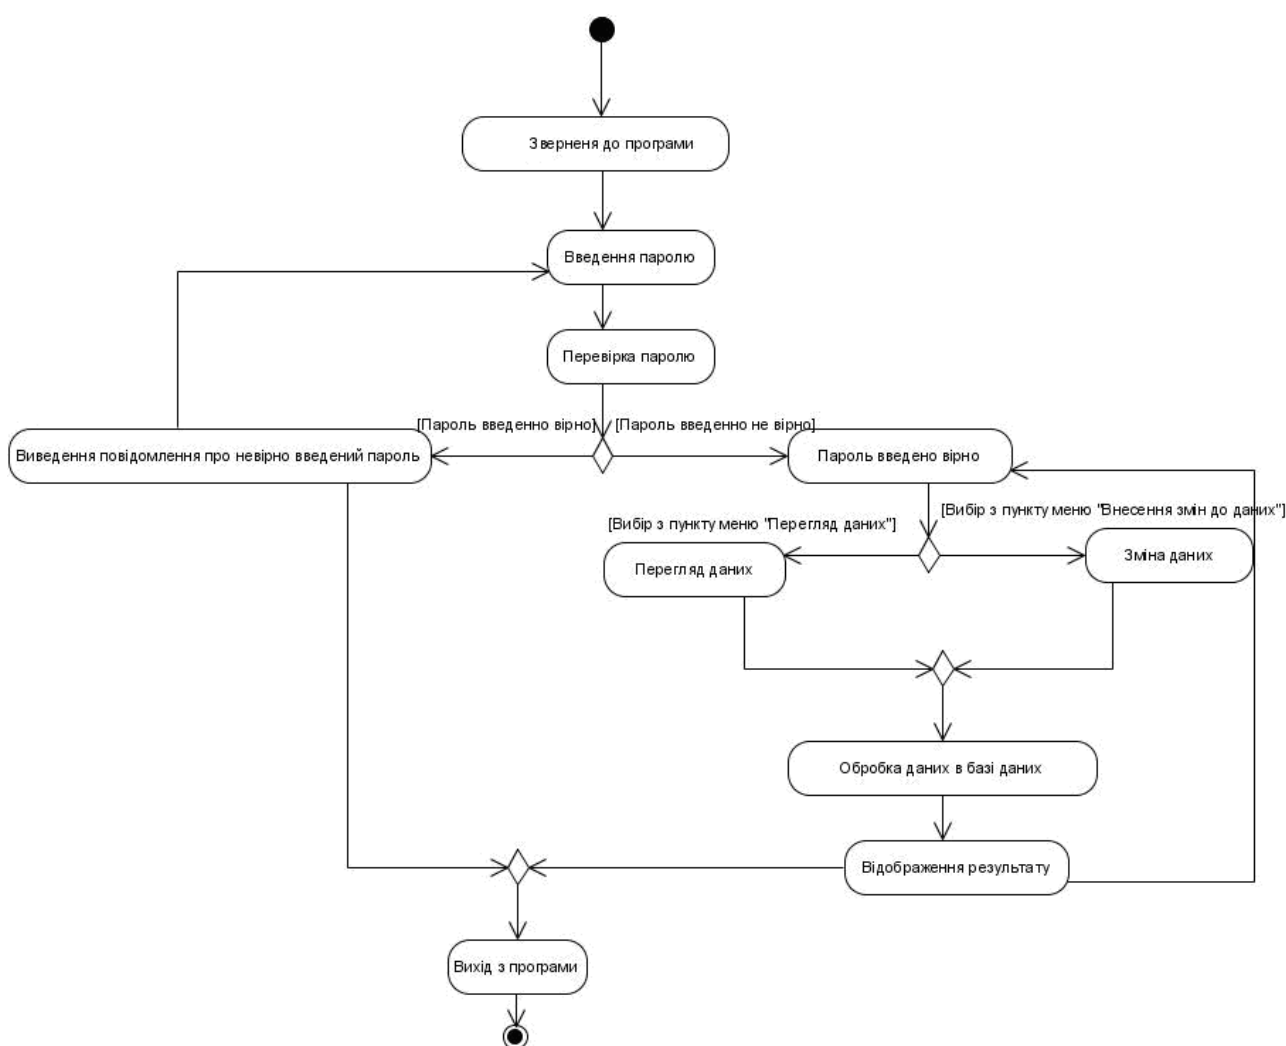 Зверненя до програми
Введення паролю
Перевірка паролю
[Пароль введенно вірно]
[Пароль введенно не вірно]
Виведення повідомлення про невірно введений пароль
Пароль введено вірно
[Вибір з пункту меню "Перегляд даних"]
[Вибір з пункту меню "Внесення змін до даних"]
Перегляд даних
Зміна даних
Обробка даних в базі даних
Відображення результату
Вихід з програми